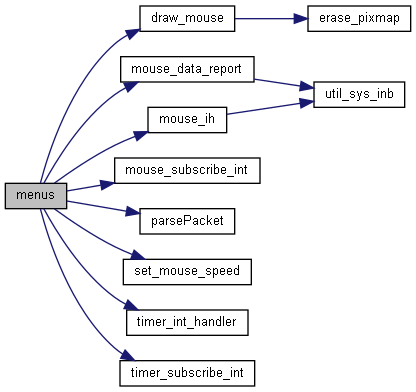 draw_mouse
erase_pixmap
mouse_data_report
util_sys_inb
mouse_ih
mouse_subscribe_int
menus
parsePacket
set_mouse_speed
timer_int_handler
timer_subscribe_int